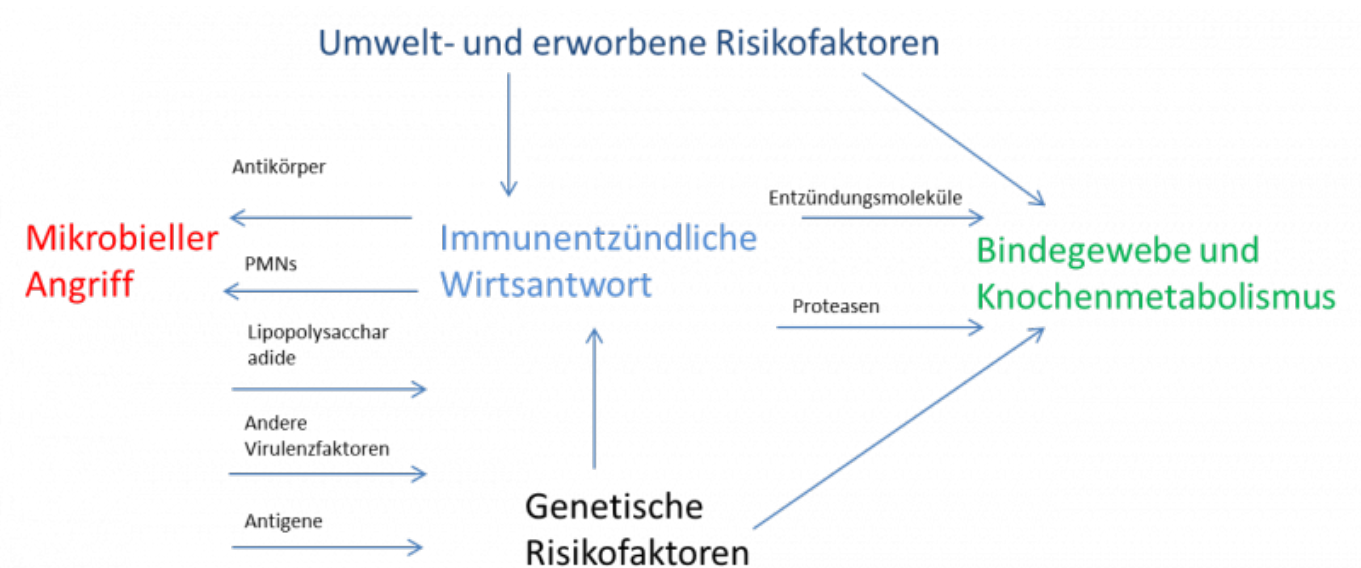 Umwelt- und erworbene Risikofaktoren
Antikörper
Entzündungsmoleküle
Mikrobieller
Angriff
Immunentzündliche
Wirtsantwort
Bindegewebe und
Knochenmetabolismus
PMNs
Proteasen
Lipopolysacchar
adide
Andere
Virulenzfaktoren
Antigene
Genetische
Risikofaktoren